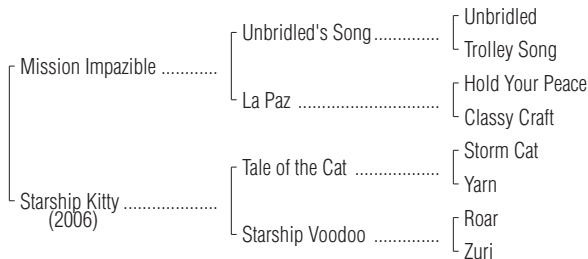 Unbridled
Unbridled's Song ..............
Trolley Song
Mission Impazible ...........
Hold Your Peace
La Paz ............................
Classy Craft
Storm Cat
Tale of the Cat .................
Yarn
Starship Kitty ..................
(2006)
Roar
Starship Voodoo .............
Zuri